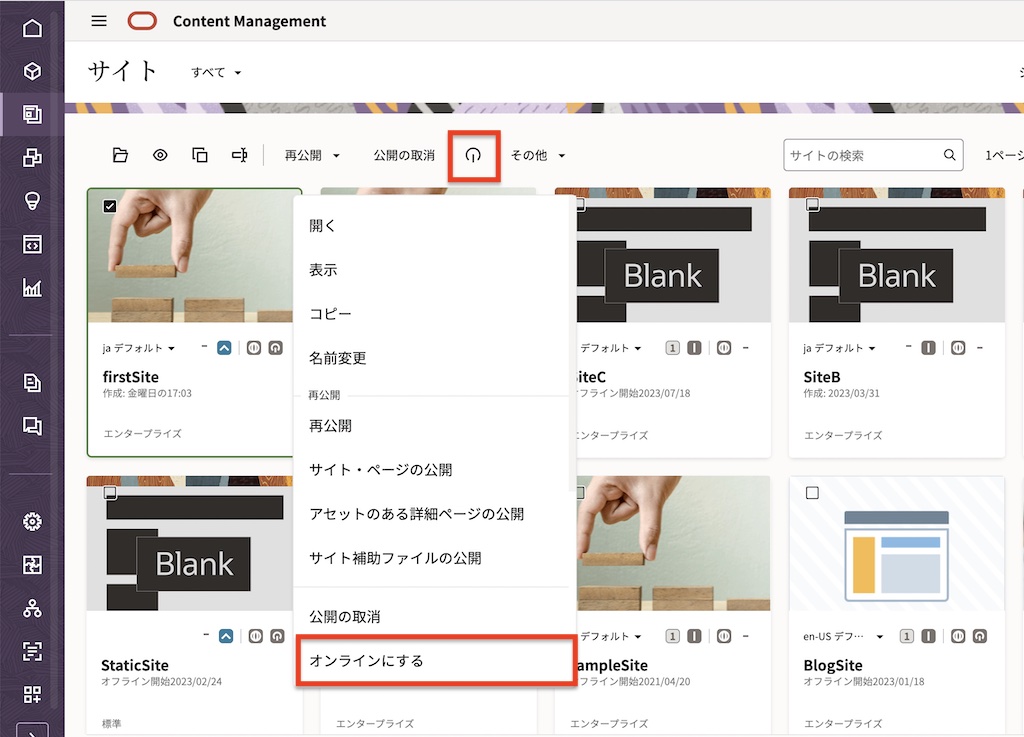 Content Management
サイト すべて
再公開 公開の取消 その他 サイトの検索 1ページ
ja デフォルト
firstSite
作成: 金曜日の17:03
エンタープライズ
開く
表示
コピー
名前変更
再公開
再公開
サイト・ページの公開
アセットのある詳細ページの公開
サイト補助ファイルの公開
公開の取消
オンラインにする
Blank
デフォルト 1
iteC
フライン開始2023/07/18
ンタープライズ
Blank
ja デフォルト
SiteB
作成: 2023/03/31
エンタープライズ
Blank
StaticSite
オフライン開始2023/02/24
標準
エンタープライズ
デフォルト 1
ampleSite
フライン開始2021/04/20
エンタープライズ
en-US デフ… 1
BlogSite
オフライン開始2023/01/18
エンタープライズ